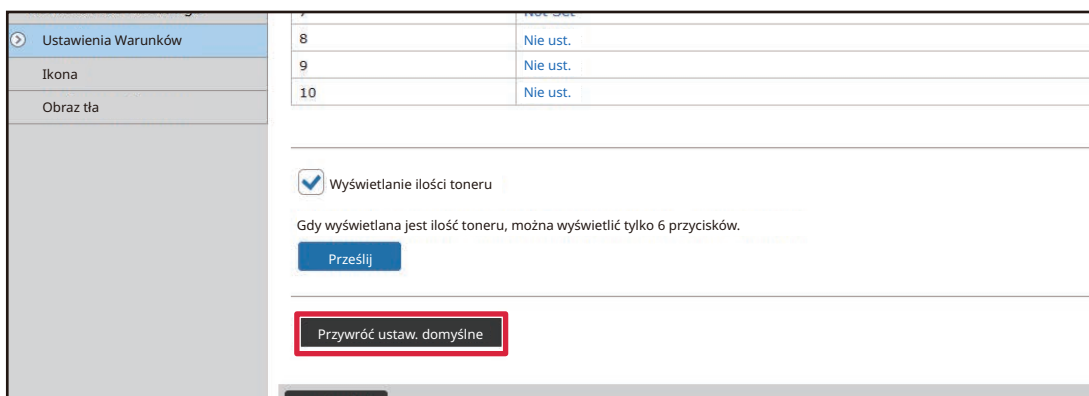 Ustawienia Warunków
Ikona
Obraz tła
8 Nie ust.
9 Nie ust.
10 Nie ust.
Wyświetlanie ilości toneru
Gdy wyświetlana jest ilość toneru, można wyświetlić tylko 6 przycisków.
Prześlij
Przywróć ustaw. domyślne